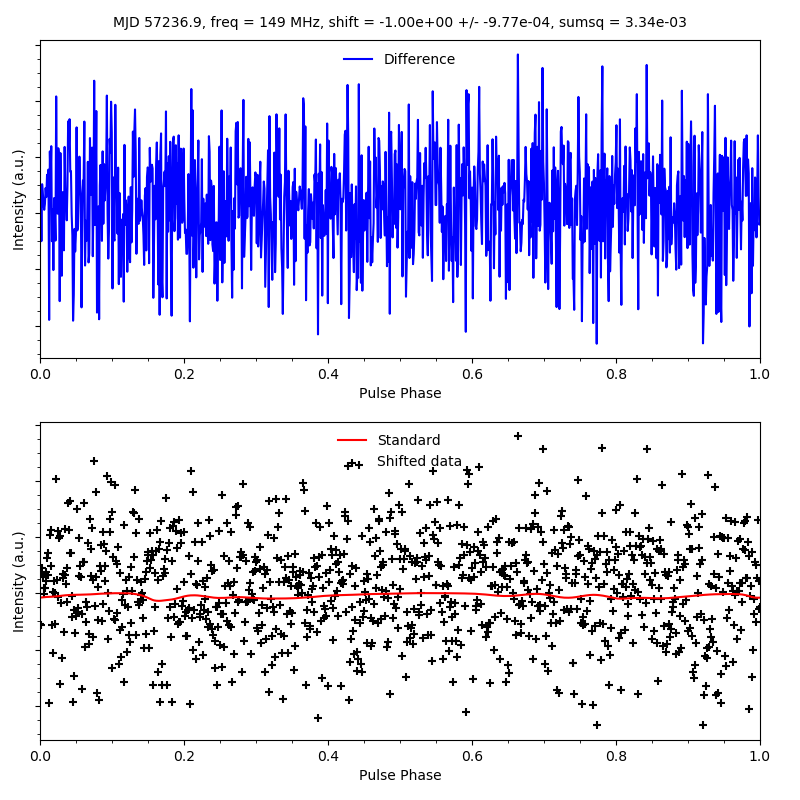 MJD 57236.9, freq = 149 MHz, shift = -1.00e+00 +/- -9.77e-04, sumsq = 3.34e-03
Difference
Intensity (a.u.)
0.0 0.2 0.4 0.6 0.8 1.0
Pulse Phase
Standard
Shifted data
Intensity (a.u.)
0.0 0.2 0.4 0.6 0.8 1.0
Pulse Phase